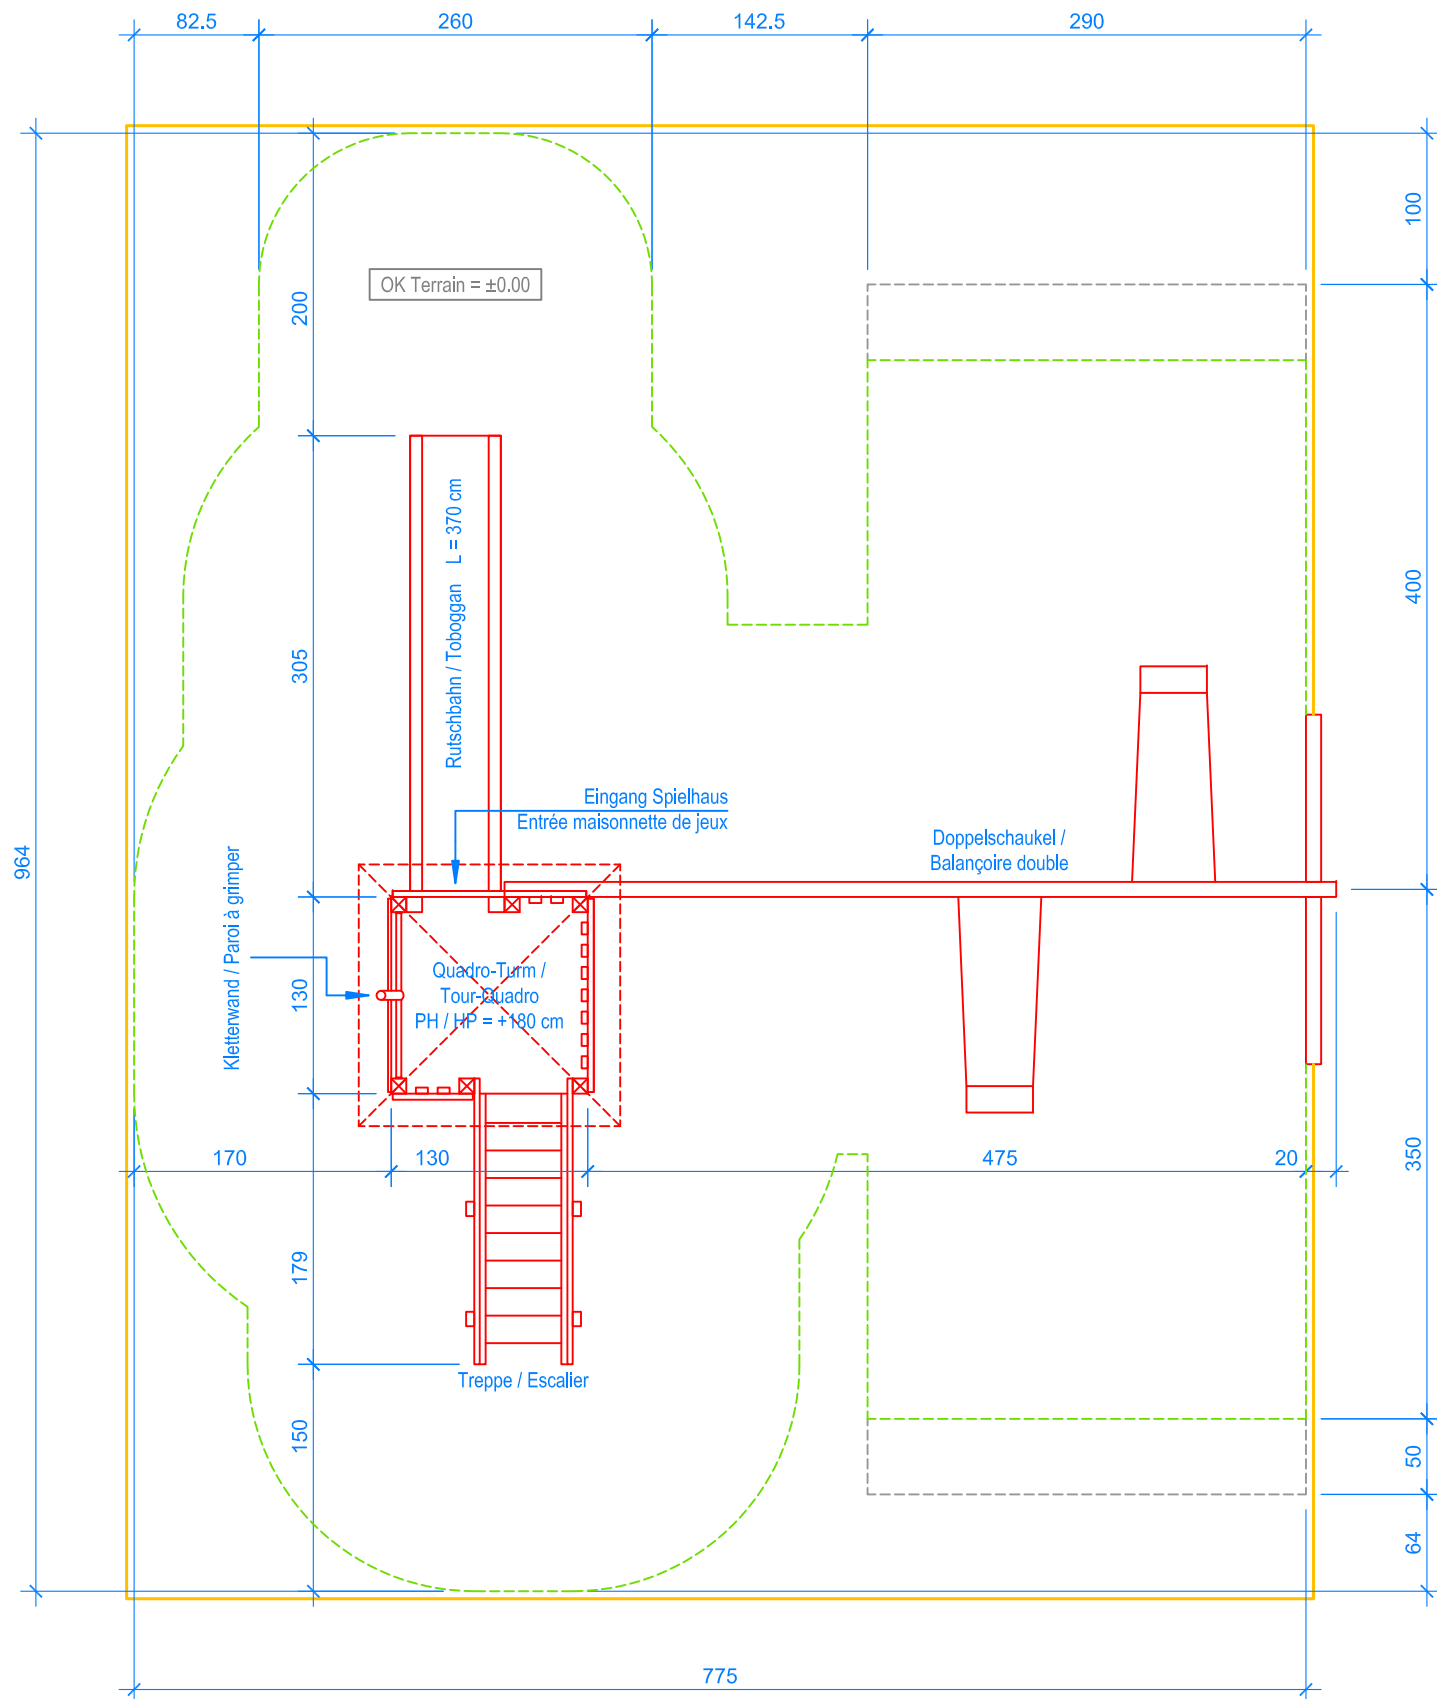 82.5
260
142.5
290
100
OK Terrain = ±0.00
200
Rutschbahn / Toboggan L = 370 cm
400
305
Eingang Spielhaus
Entrée maisonnette de jeux
Doppelschaukel /
Balançoire double
964
Kletterwand / Paroi à grimper
Quadro-Turm /
Tour-Quadro
PH / HP = +180 cm
130
170
130
475
20
350
179
Treppe / Escalier
150
50
64
775